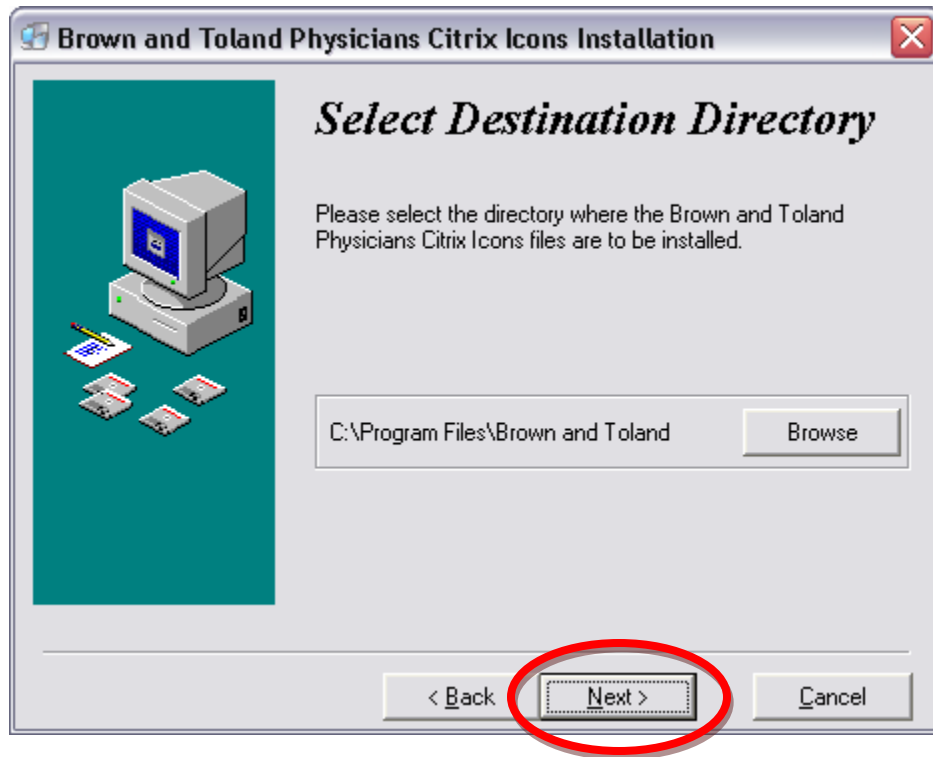 Brown and Toland Physicians Citrix Icons Installation
Select Destination Directory
Please select the directory where the Brown and Toland
Physicians Citrix Icons files are to be installed.
C:\Program Files\Brown and Toland
Browse
< Back
Next >
Cancel